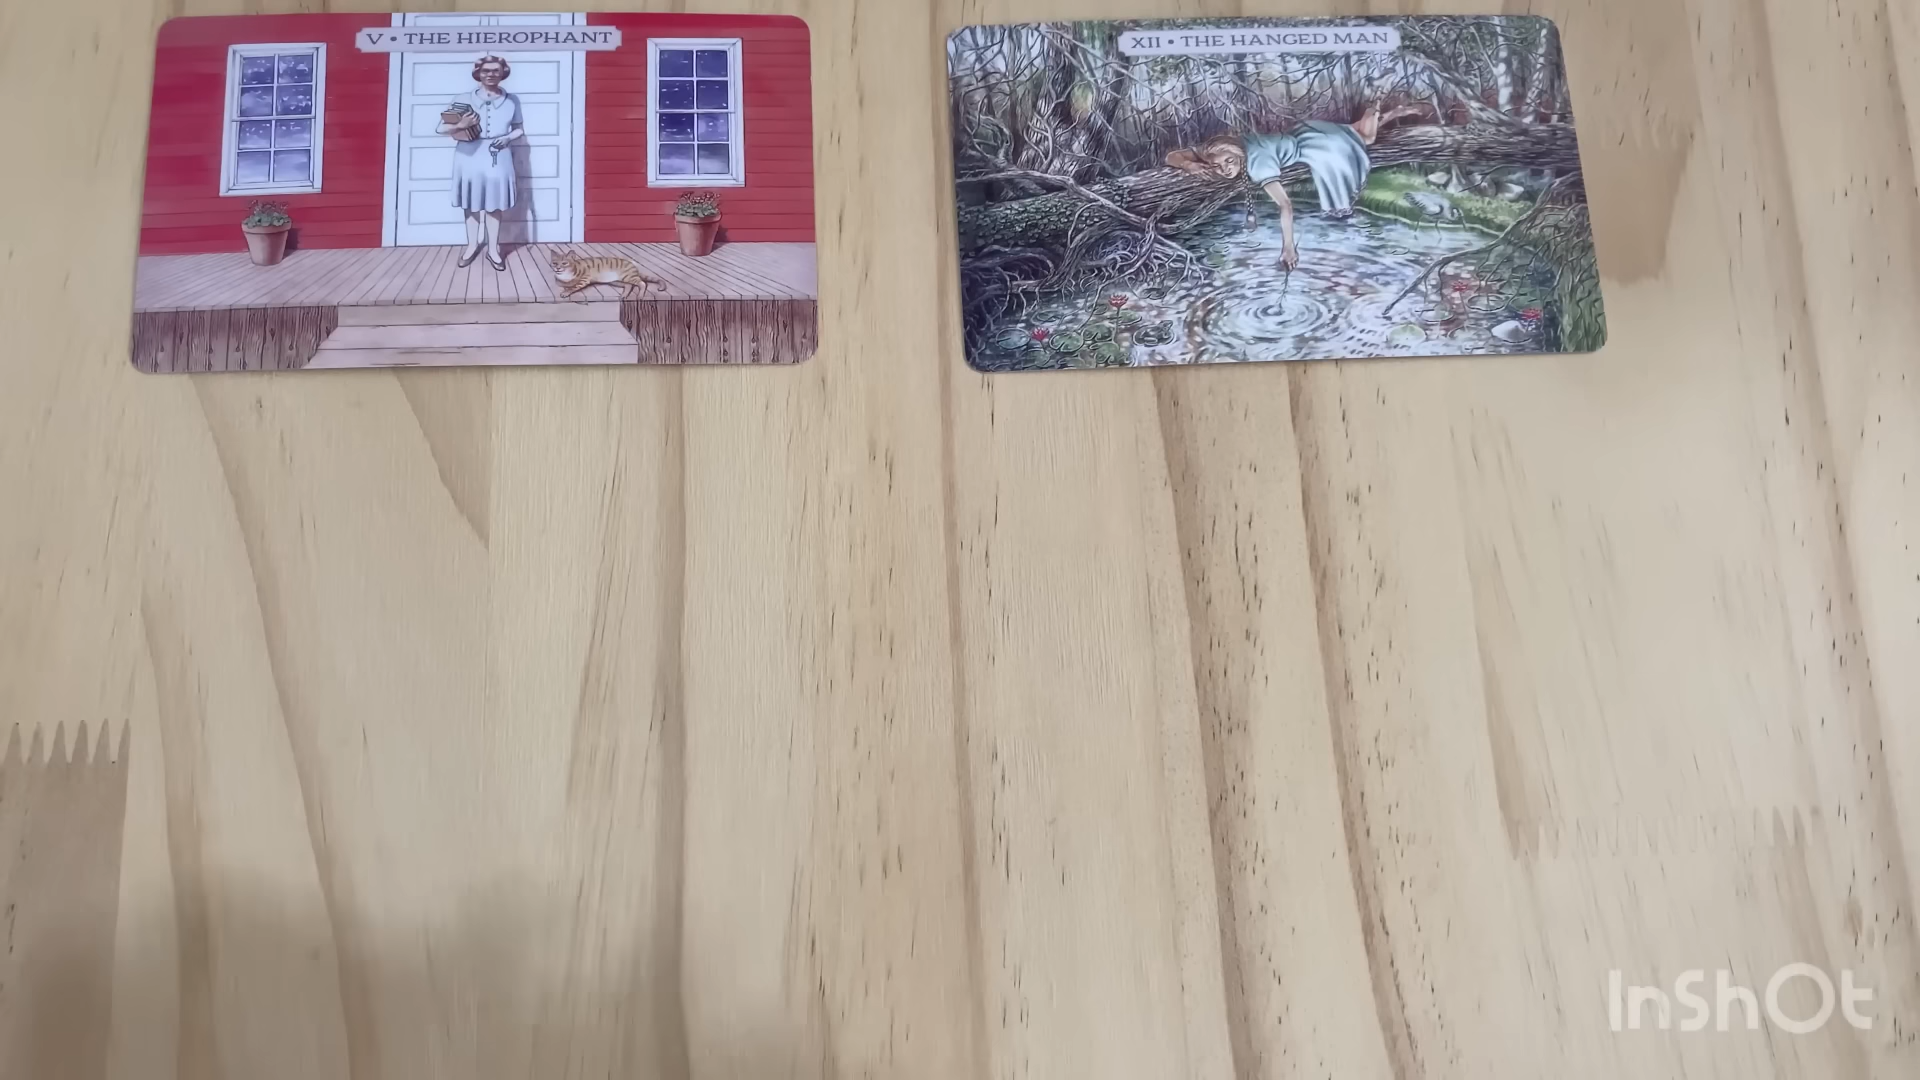 V • THE HIEROPHANT
XII • THE HANGED MAN
InShOt